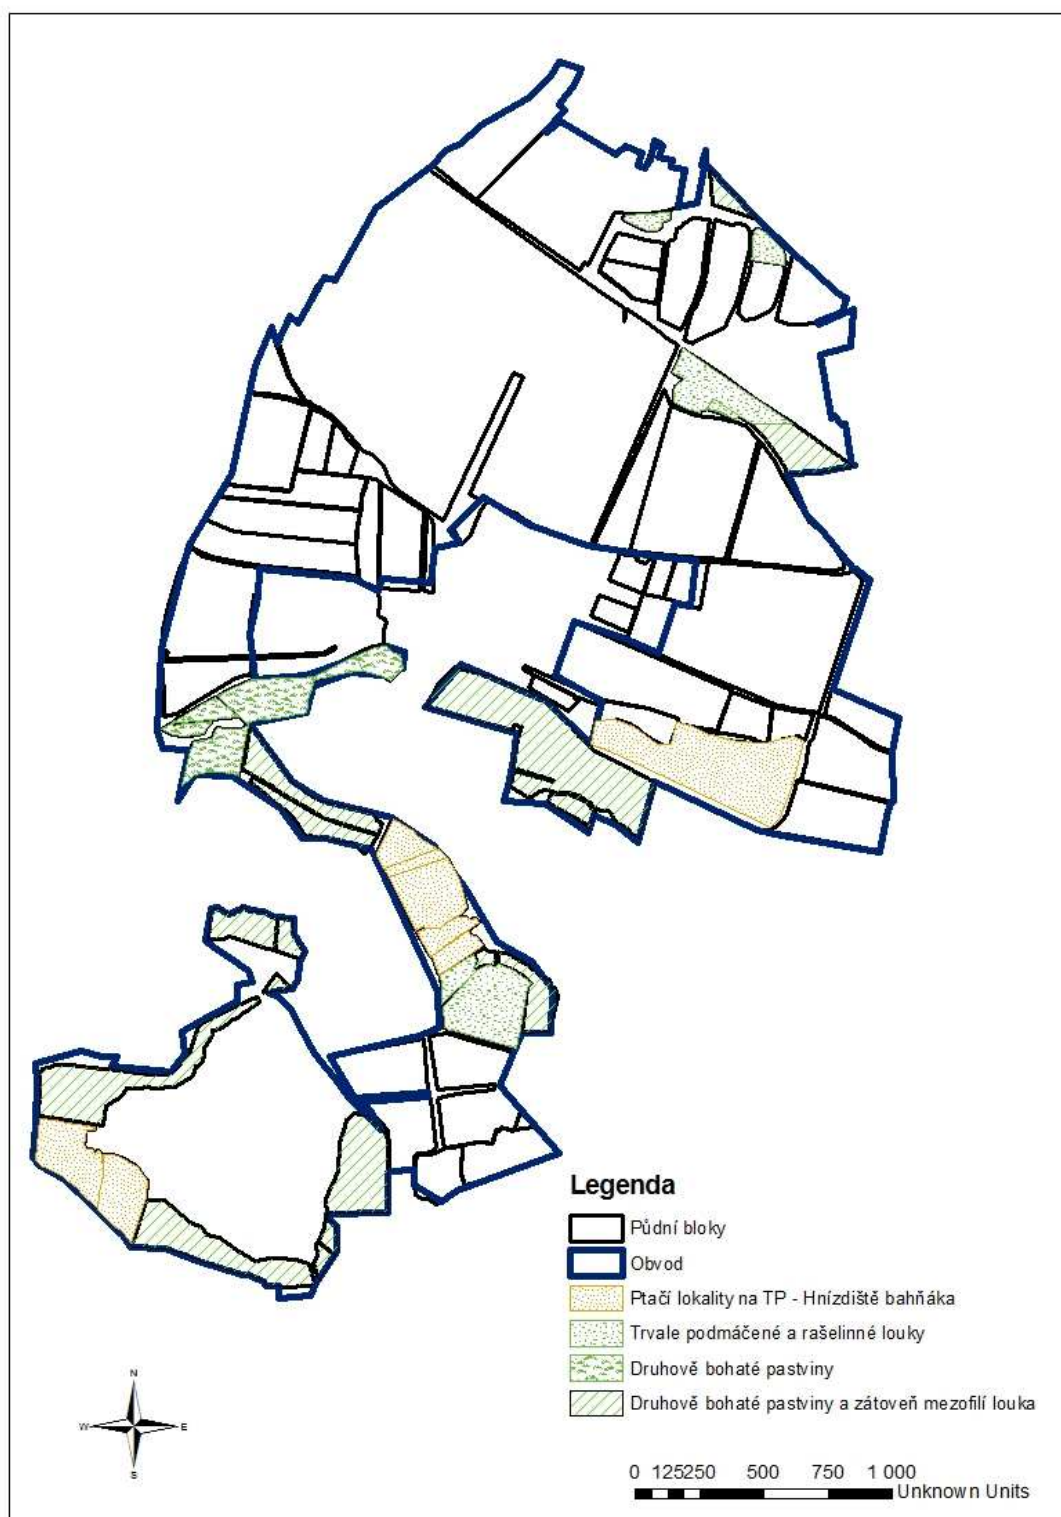 Legenda
Půdní bloky
Obvod
Ptačí lokality na TP - Hnízdiště bahňáka
Trvale podmáčené a rašelinné louky
Druhově bohaté pastviny
Druhově bohaté pastviny a zátoveň mezofilí louka
N
W E
S
0 125250 500 750 1 000
Unknown Units